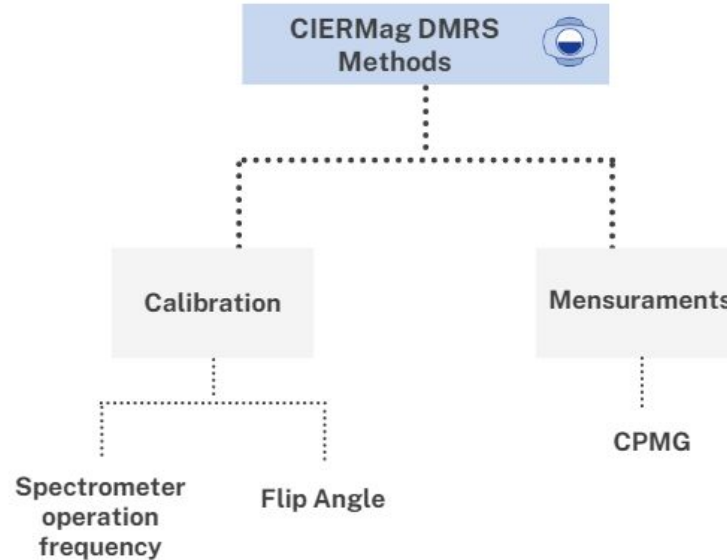 CIERMag DMRS
Methods
Calibration
Mensuraments
CPMG
Spectrometer
operation
frequency
Flip Angle